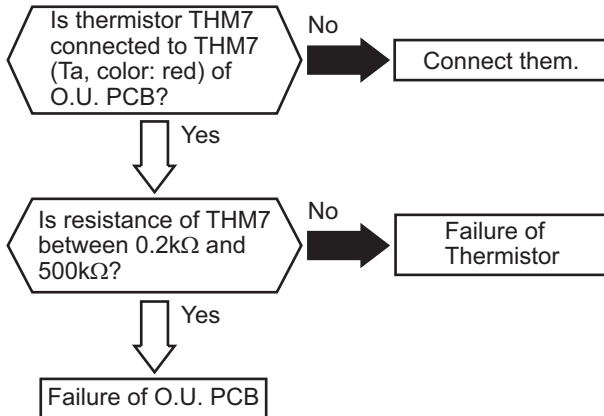 Is thermistor THM7
connected to THM7
(Ta, color: red) of
O.U. PCB?
No
Connect them.
Yes
Is resistance of THM7
between 0.2kΩ and
500kΩ?
No
Failure of
Thermistor
Yes
Failure of O.U. PCB